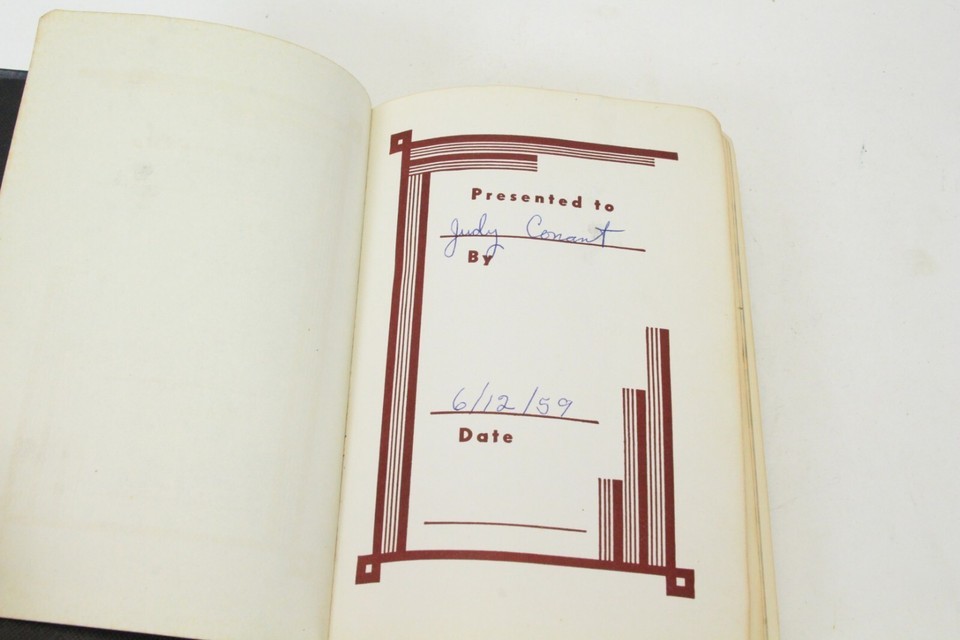 Presented to
Judy Conant
By
6/12/59
Date